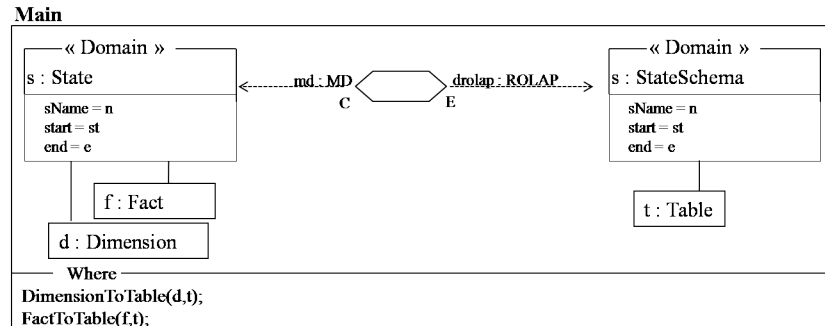 Main
« Domain »
s : State
sName = n
start = st
end = e
f : Fact
d : Dimension
md : MD
C
drolap : ROLAP
E
« Domain »
s : StateSchema
sName = n
start = st
end = e
t : Table
Where
DimensionToTable(d,t);
FactToTable(f,t);